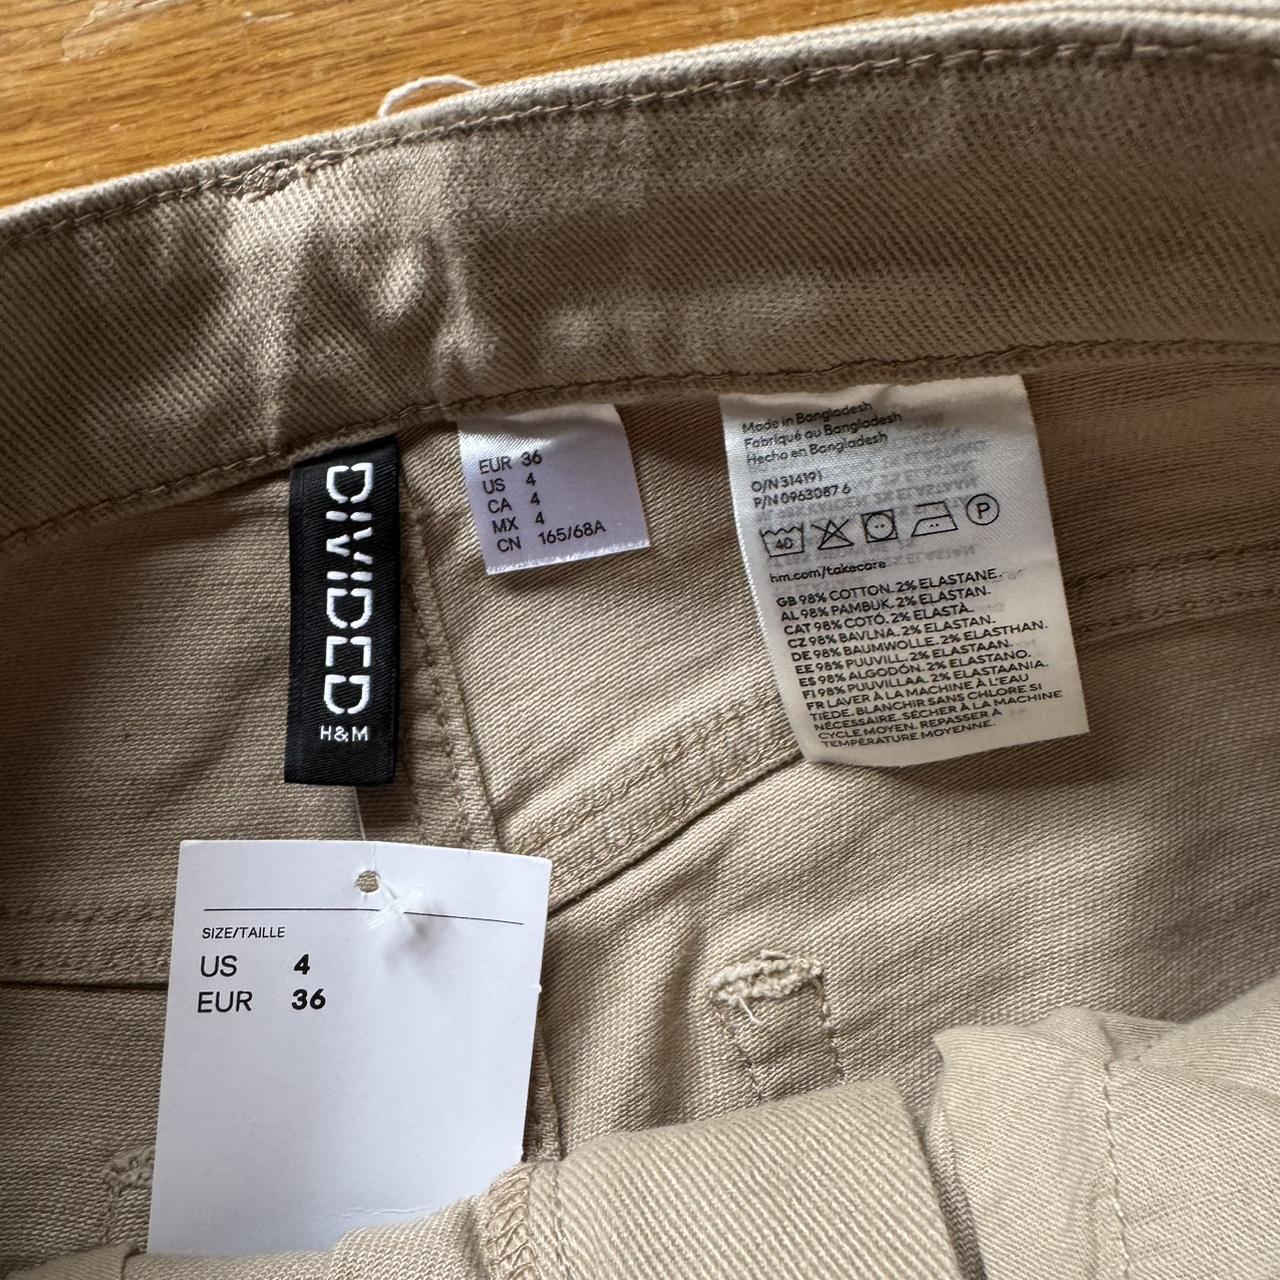 DIVIDED
H&M
EUR 36
US 4
CA 4
MX 4
CN 165/68A
Made in Bangladesh
Fabriqué au Bangladesh
Hecho en Bangladesh
O/N 314191
P/N 0963087 6
40
P
hm.com/takecare
GB 98% COTTON. 2% ELASTANE.
AL 98% PAMBUK. 2% ELASTAN.
CAT 98% COTÓ. 2% ELASTÀ.
CZ 98% BAVLNA. 2% ELASTAN.
DE 98% BAUMWOLLE. 2% ELASTHAN.
EE 98% PUUVILL. 2% ELASTAAN.
ES 98% ALGODÓN. 2% ELASTANO.
FI 98% PUUVILLAA. 2% ELASTAANIA.
FR LAVER À LA MACHINE À L'EAU
TIÈDE. BLANCHIR SANS CHLORE SI
NÉCESSAIRE. SÉCHER À LA MACHINE
CYCLE MOYEN. REPASSER À
TEMPÉRATURE MOYENNE.
SIZE/TAILLE
US 4
EUR 36